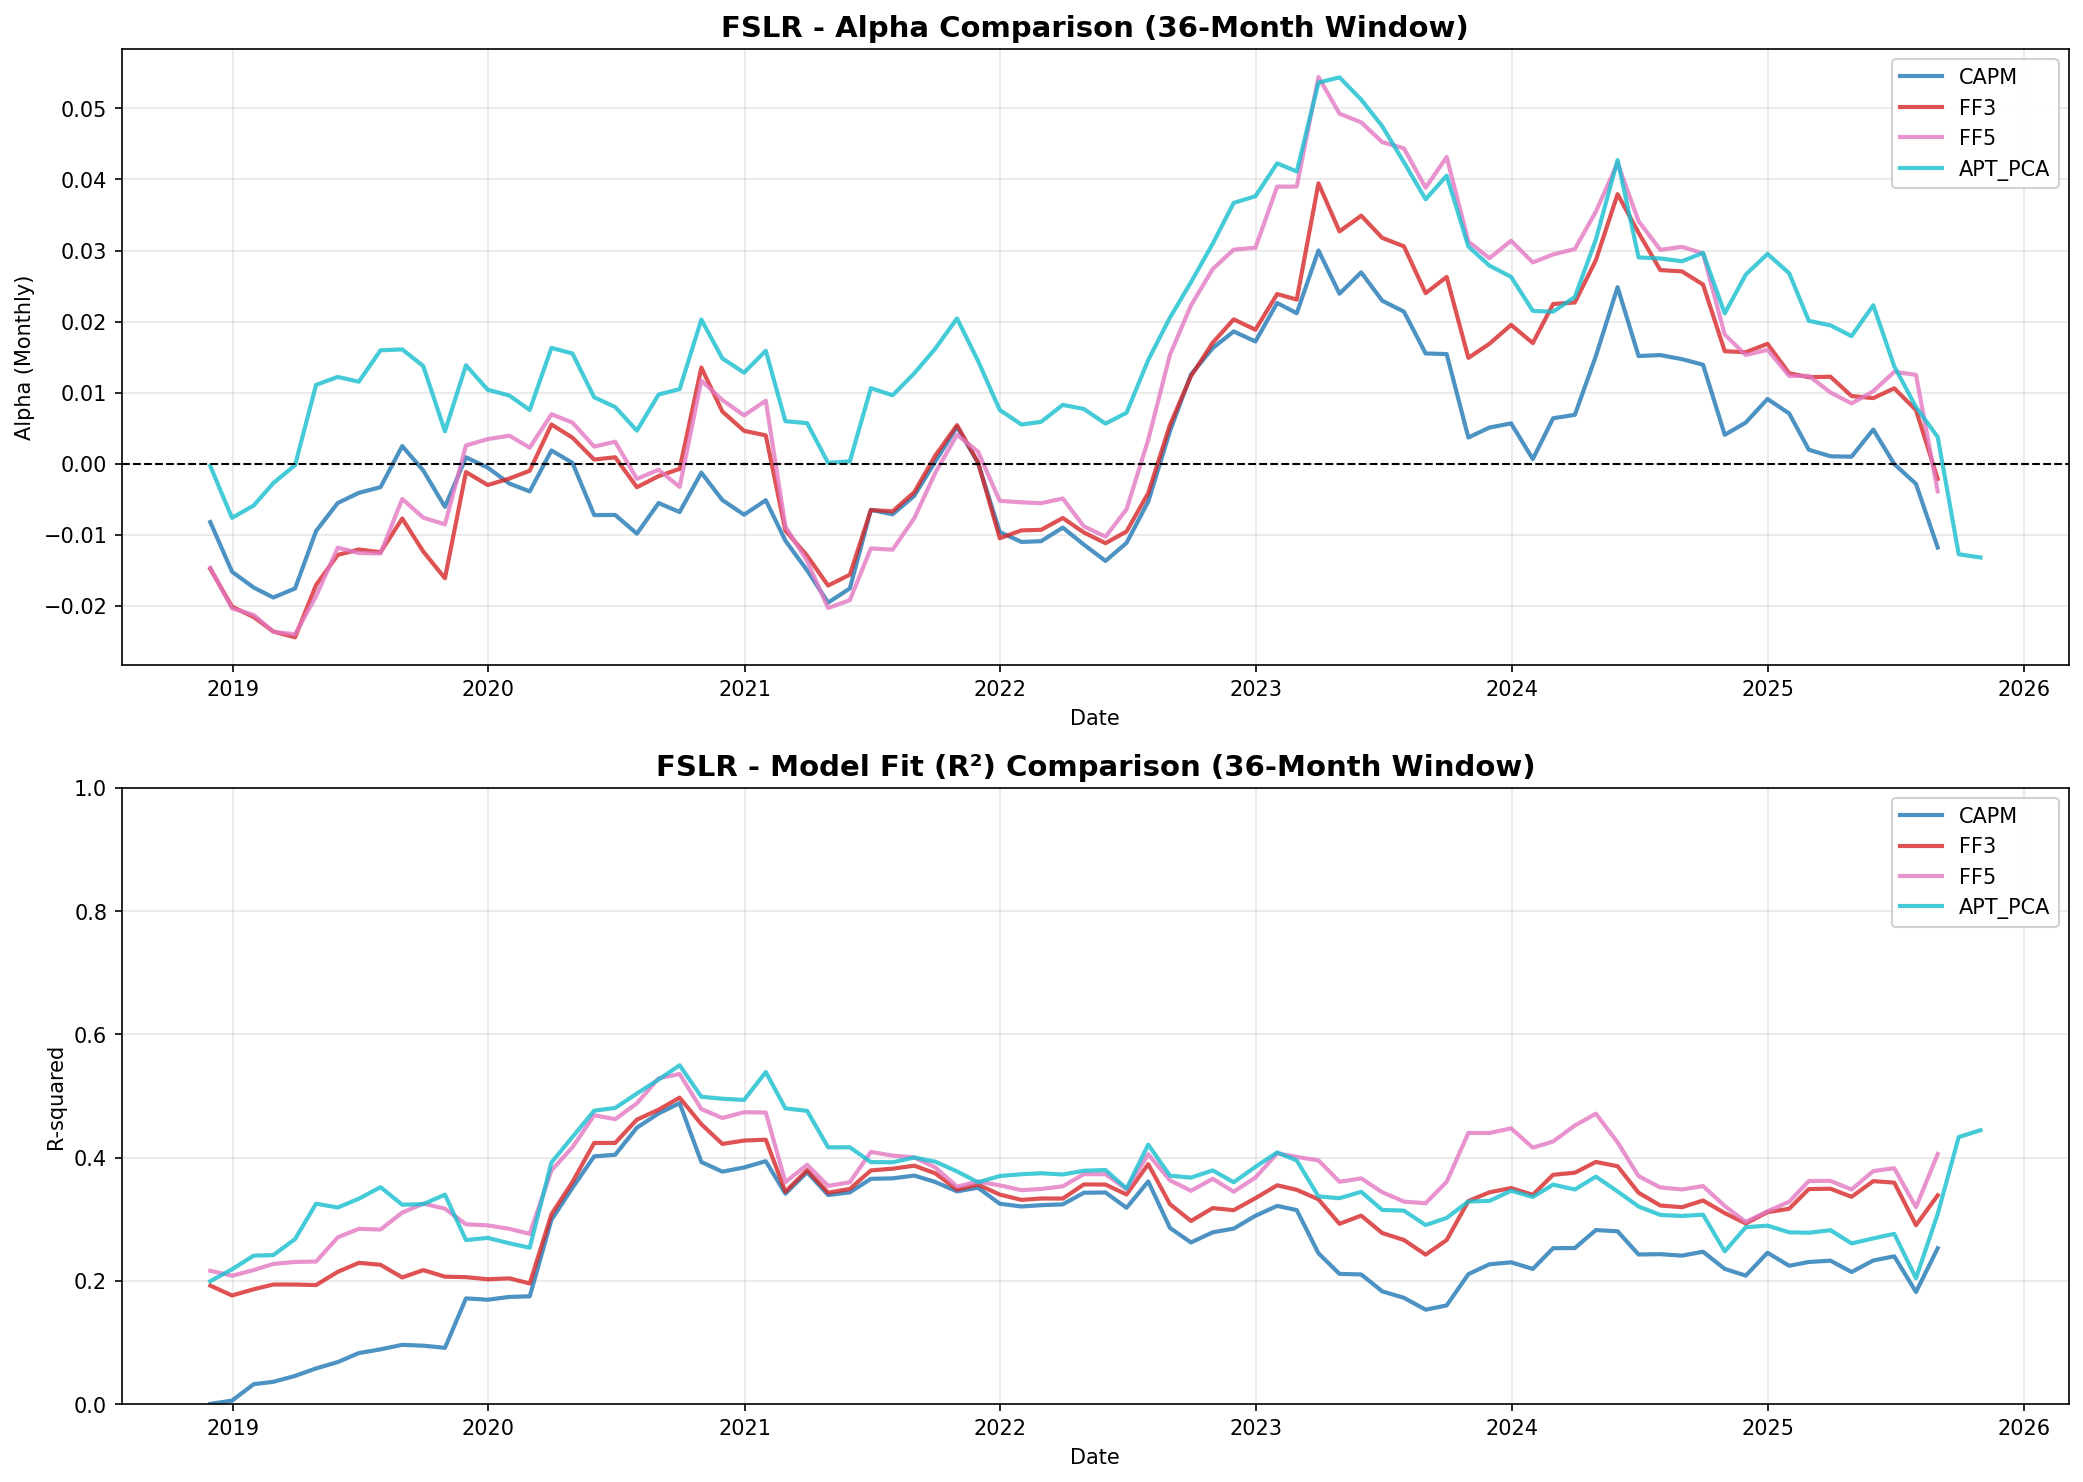 FSLR - Alpha Comparison (36-Month Window)
Alpha (Monthly)
0.05
0.04
0.03
0.02
0.01
0.00
−0.01
−0.02
CAPM
FF3
FF5
APT_PCA
2019 2020 2021 2022 2023 2024 2025 2026
Date
FSLR - Model Fit (R²) Comparison (36-Month Window)
R-squared
1.0
0.8
0.6
0.4
0.2
0.0
CAPM
FF3
FF5
APT_PCA
2019 2020 2021 2022 2023 2024 2025 2026
Date